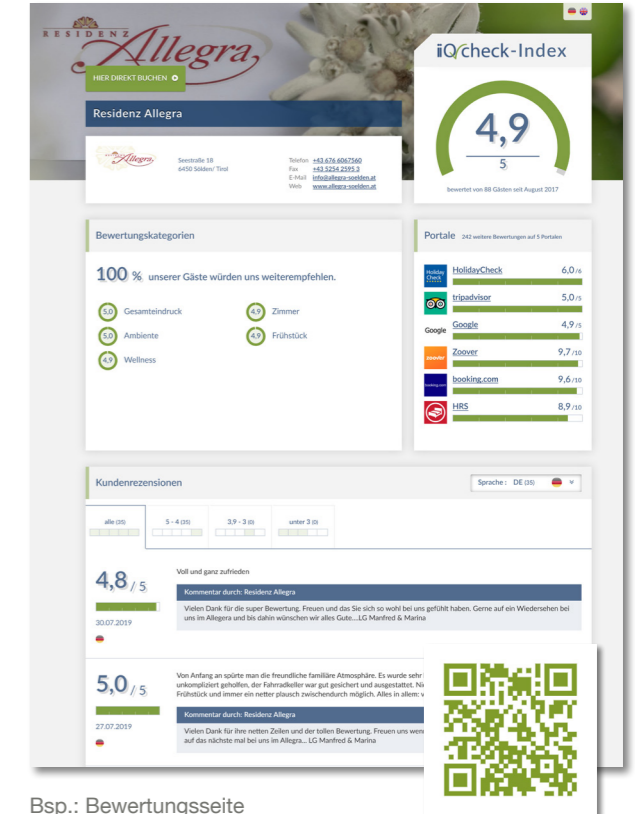 RESIDENZ
Allegra,
HIER DIREKT BUCHEN
iiQ/check-Index
4,9
5
bewertet von 88 Gästen seit August 2017
Residenz Allegra
Allegra,
Seestraße 18
6450 Sölden/ Tirol
Telefon +43 676 6067560
Fax +43 5254 2595 3
E-Mail info@allegra-soelden.at
Web www.allegra-soelden.at
Bewertungskategorien
100 % unserer Gäste würden uns weiterempfehlen.
5,0 Gesamteindruck
4,9 Zimmer
5,0 Ambiente
4,9 Frühstück
4,9 Wellness
Portale 242 weitere Bewertungen auf 5 Portalen
Holiday Check HolidayCheck 6,0 /6
tripadvisor 5,0 /5
Google Google 4,9 /5
zoover Zoover 9,7 /10
booking.com booking.com 9,6 /10
HRS 8,9 /10
Kundenrezensionen
Sprache : DE (35)
alle (35) 5 - 4 (35) 3,9 - 3 (0) unter 3 (0)
4,8 / 5
30.07.2019
Voll und ganz zufrieden
Kommentar durch: Residenz Allegra
Vielen Dank für die super Bewertung. Freuen und das Sie sich so wohl bei uns gefühlt haben. Gerne auf ein Wiedersehen bei
uns im Allegera und bis dahin wünschen wir alles Gute....LG Manfred & Marina
5,0 / 5
27.07.2019
Von Anfang an spürte man die freundliche familiäre Atmosphäre. Es wurde sehr
unkompliziert geholfen, der Fahrradkeller war gut gesichert und ausgestattet.
Frühstück und immer ein netter plausch zwischendurch möglich. Alles in allem:
Kommentar durch: Residenz Allegra
Vielen Dank für ihre netten Zeilen und der tollen Bewertung. Freuen uns
auf das nächste mal bei uns im Allegra... LG Manfred & Marina
Bsp.: Bewertungsseite